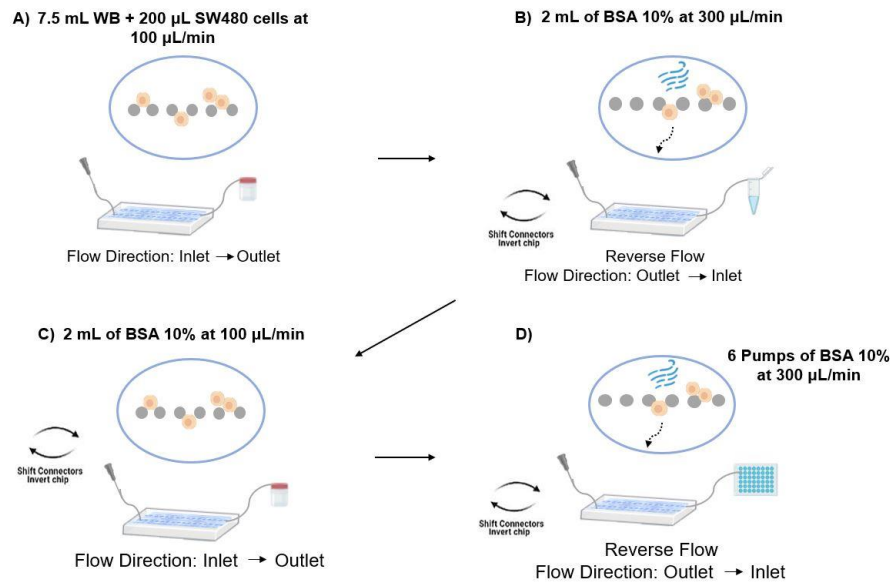 A) 7.5 mL WB + 200 µL SW480 cells at
100 µL/min
Flow Direction: Inlet → Outlet
B) 2 mL of BSA 10% at 300 µL/min
Shift Connectors
Invert chip
Reverse Flow
Flow Direction: Outlet → Inlet
C) 2 mL of BSA 10% at 100 µL/min
Shift Connectors
Invert chip
Flow Direction: Inlet → Outlet
D)
6 Pumps of BSA 10%
at 300 µL/min
Shift Connectors
Invert chip
Reverse Flow
Flow Direction: Outlet → Inlet